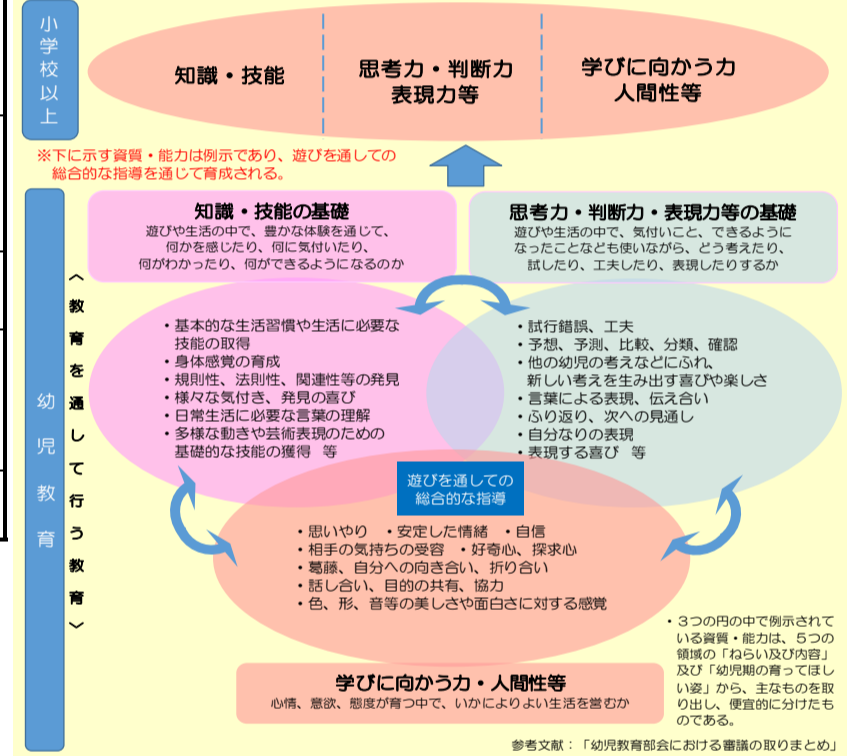 小学校以上
知識・技能
思考力・判断力
表現力等
学びに向かう力
人間性等
※下に示す資質・能力は例示であり、遊びを通しての
総合的な指導を通じて育成される。
幼児教育
〈教育を通して行う教育〉
知識・技能の基礎
遊びや生活の中で、豊かな体験を通じて、
何かを感じたり、何に気付いたり、
何がわかったり、何ができるようになるのか
思考力・判断力・表現力等の基礎
遊びや生活の中で、気付いこと、できるように
なったことなども使いながら、どう考えたり、
試したり、工夫したり、表現したりするか
・基本的な生活習慣や生活に必要な
技能の取得
・身体感覚の育成
・規則性、法則性、関連性等の発見
・様々な気付き、発見の喜び
・日常生活に必要な言葉の理解
・多様な動きや芸術表現のための
基礎的な技能の獲得 等
・試行錯誤、工夫
・予想、予測、比較、分類、確認
・他の幼児の考えなどにふれ、
新しい考えを生み出す喜びや楽しさ
・言葉による表現、伝え合い
・ふり返り、次への見通し
・自分なりの表現
・表現する喜び 等
遊びを通しての
総合的な指導
・思いやり ・安定した情緒 ・自信
・相手の気持ちの受容 ・好奇心、探求心
・葛藤、自分への向き合い、折り合い
・話し合い、目的の共有、協力
・色、形、音等の美しさや面白さに対する感覚
学びに向かう力・人間性等
心情、意欲、態度が育つ中、いかによりよい生活を営むか
・３つの円の中で例示されて
いる資質・能力は、５つの
領域の「ねらい及び内容」
及び「幼児期の育ってほし
い姿」から、主なものを取
り出し、便宜的に分けたも
のである。
参考文献：「幼児教育部会における審議の取りまとめ」